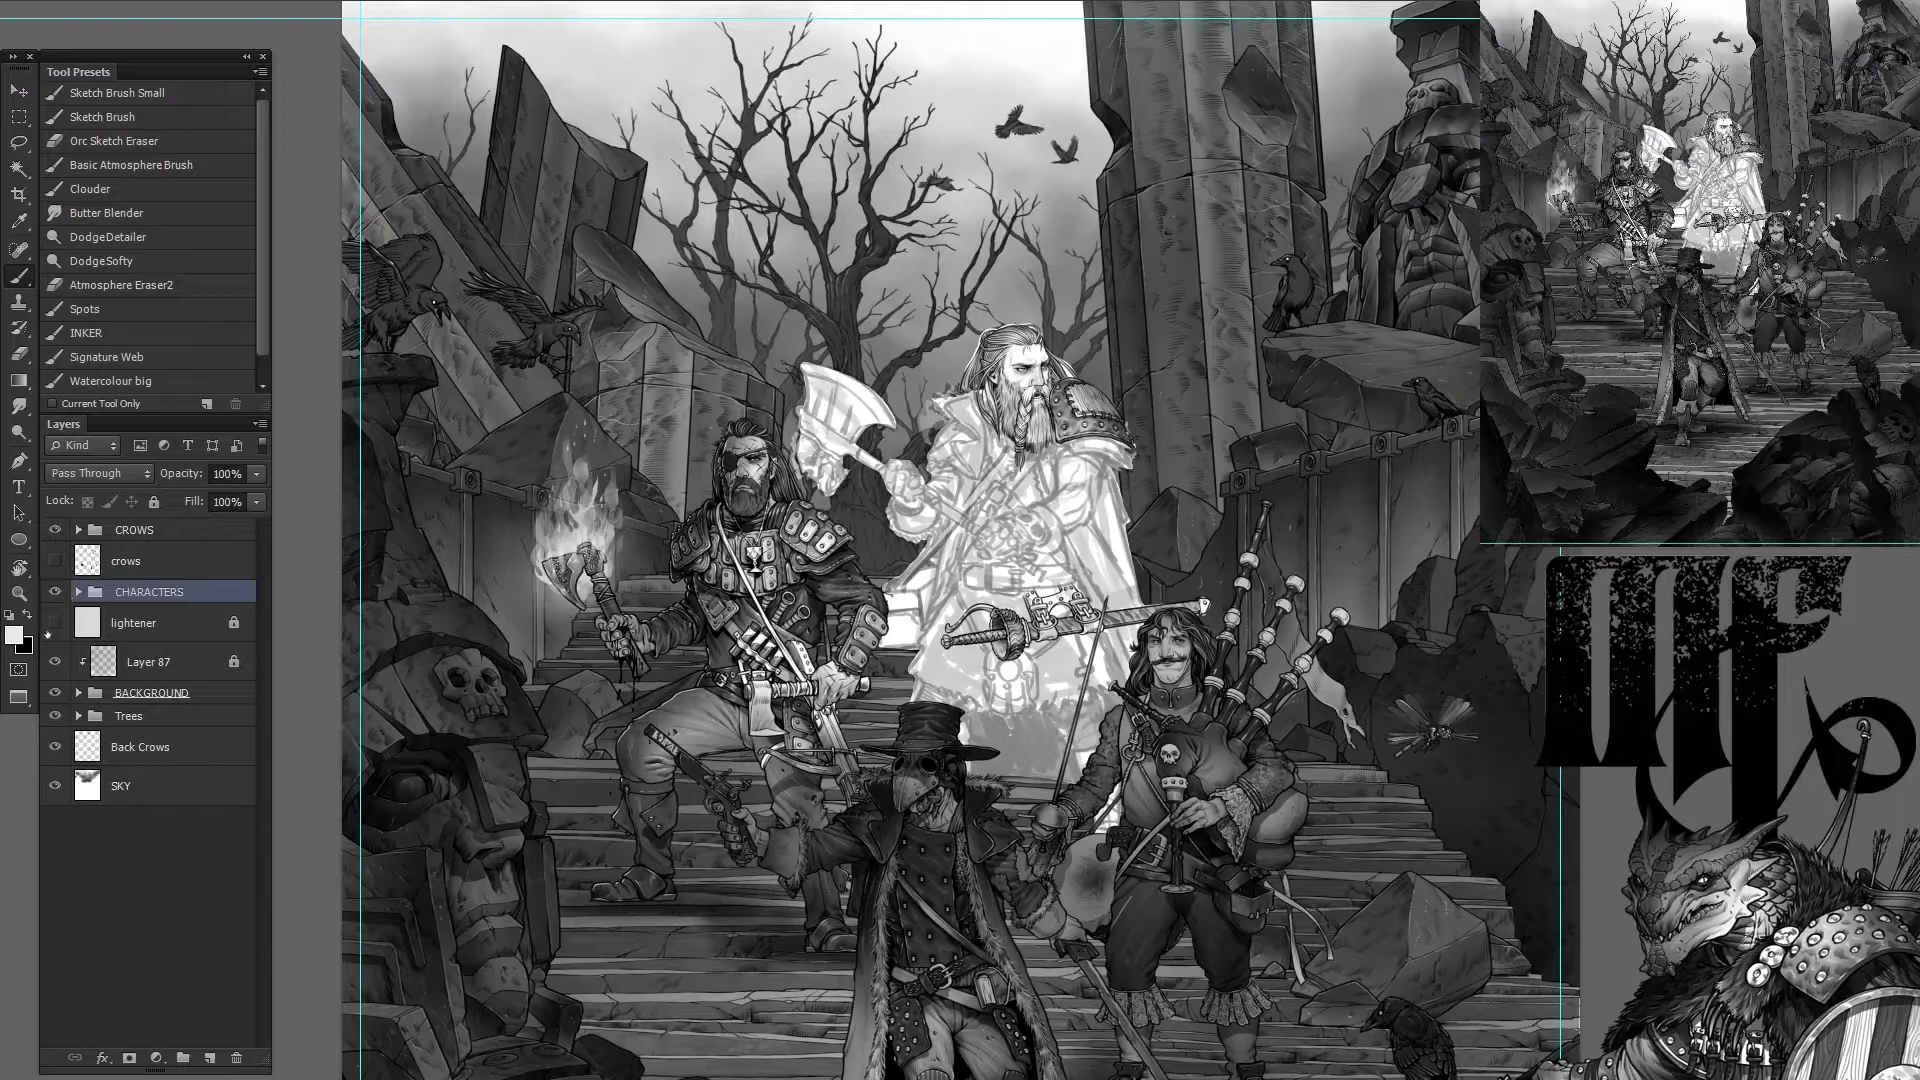 Tool Presets
Sketch Brush Small
Sketch Brush
Orc Sketch Eraser
Basic Atmosphere Brush
Clouder
Butter Blender
DodgeDetailer
DodgeSofty
Atmosphere Eraser2
Spots
INKER
Signature Web
Watercolour big
Current Tool Only
Layers
Kind
Pass Through Opacity: 100%
Lock: Fill: 100%
CROWS
crows
CHARACTERS
lightener
Layer 87
BACKGROUND
Trees
Back Crows
SKY